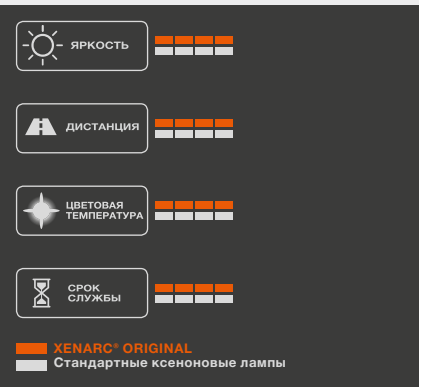 ЯРКОСТЬ
ДИСТАНЦИЯ
ЦВЕТОВАЯ
ТЕМПЕРАТУРА
СРОК
СЛУЖБЫ
XENARC® ORIGINAL
Стандартные ксеноновые лампы